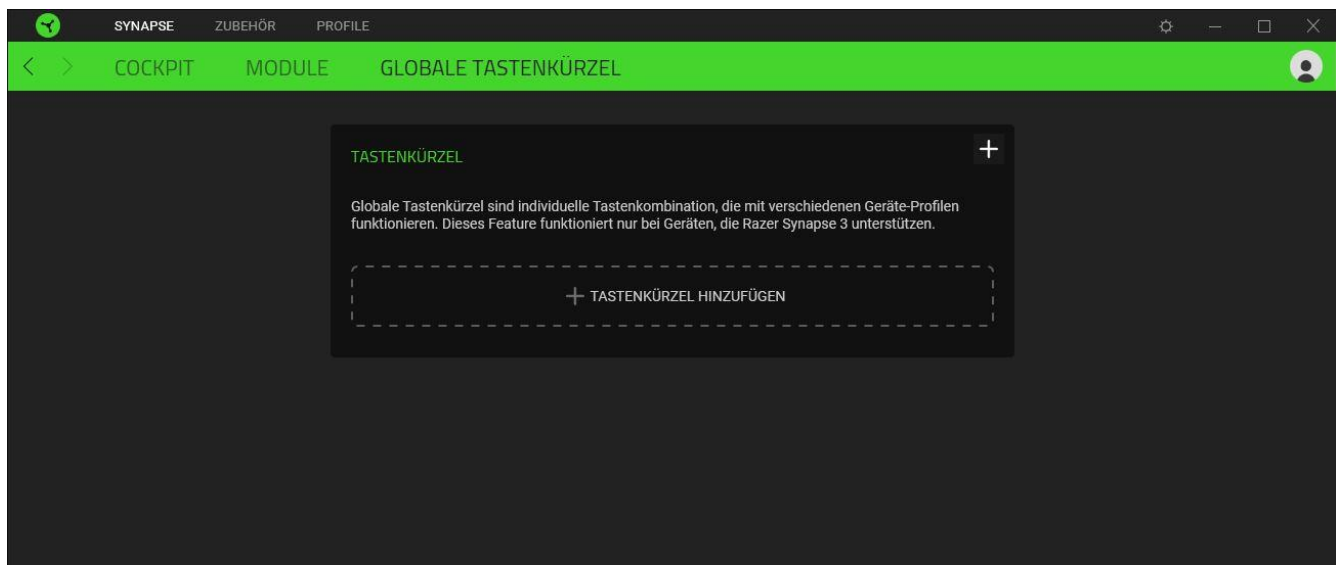 SYNAPSE ZUBEHÖR PROFILE
COCKPIT MODULE GLOBALE TASTENKÜRZEL
TASTENKÜRZEL
Globale Tastenkürzel sind individuelle Tastenkombination, die mit verschiedenen Geräte-Profilen
funktionieren. Dieses Feature funktioniert nur bei Geräten, die Razer Synapse 3 unterstützen.
TASTENKÜRZEL HINZUFÜGEN